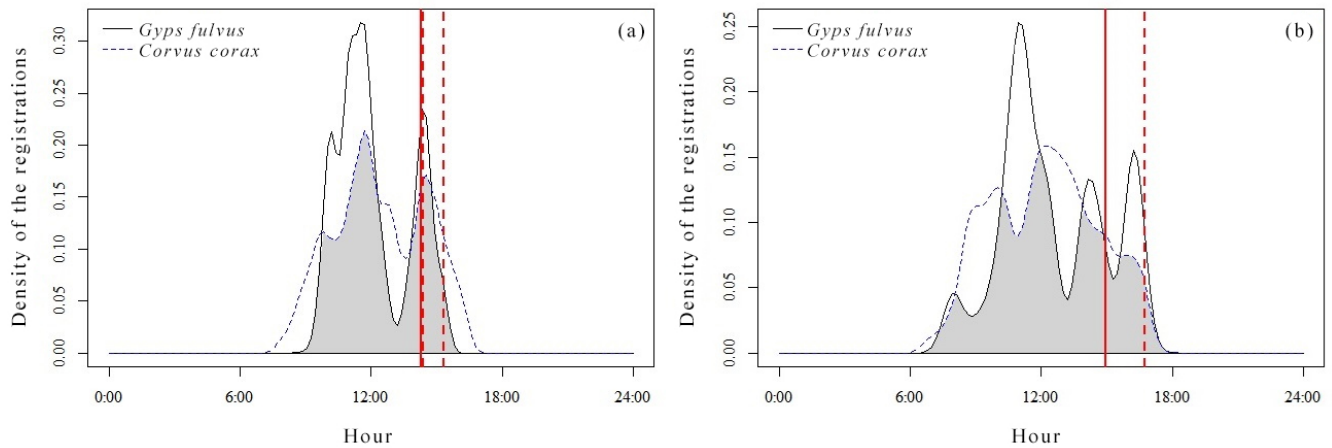 Gyps fulvus
Corvus corax
(a)
Density of the registrations
0.00
0.05
0.10
0.15
0.20
0.25
0.30
0:00
6:00
12:00
18:00
24:00
Hour
Gyps fulvus
Corvus corax
(b)
Density of the registrations
0.00
0.05
0.10
0.15
0.20
0.25
0:00
6:00
12:00
18:00
24:00
Hour